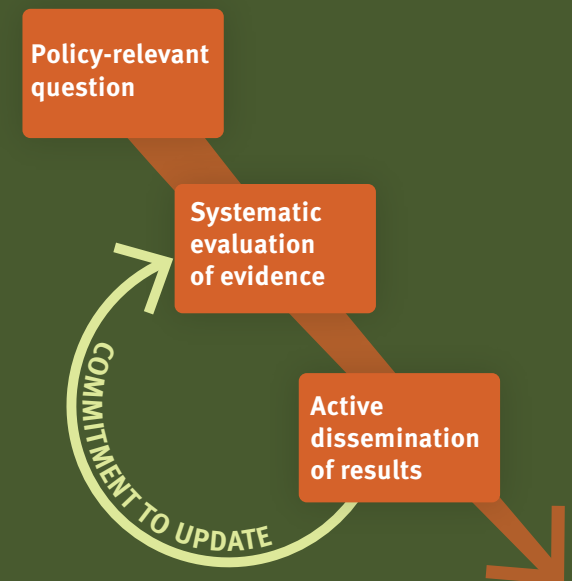 Policy-relevant
question
Systematic
evaluation
of evidence
Active
dissemination
of results
COMMITMENT TO UPDATE